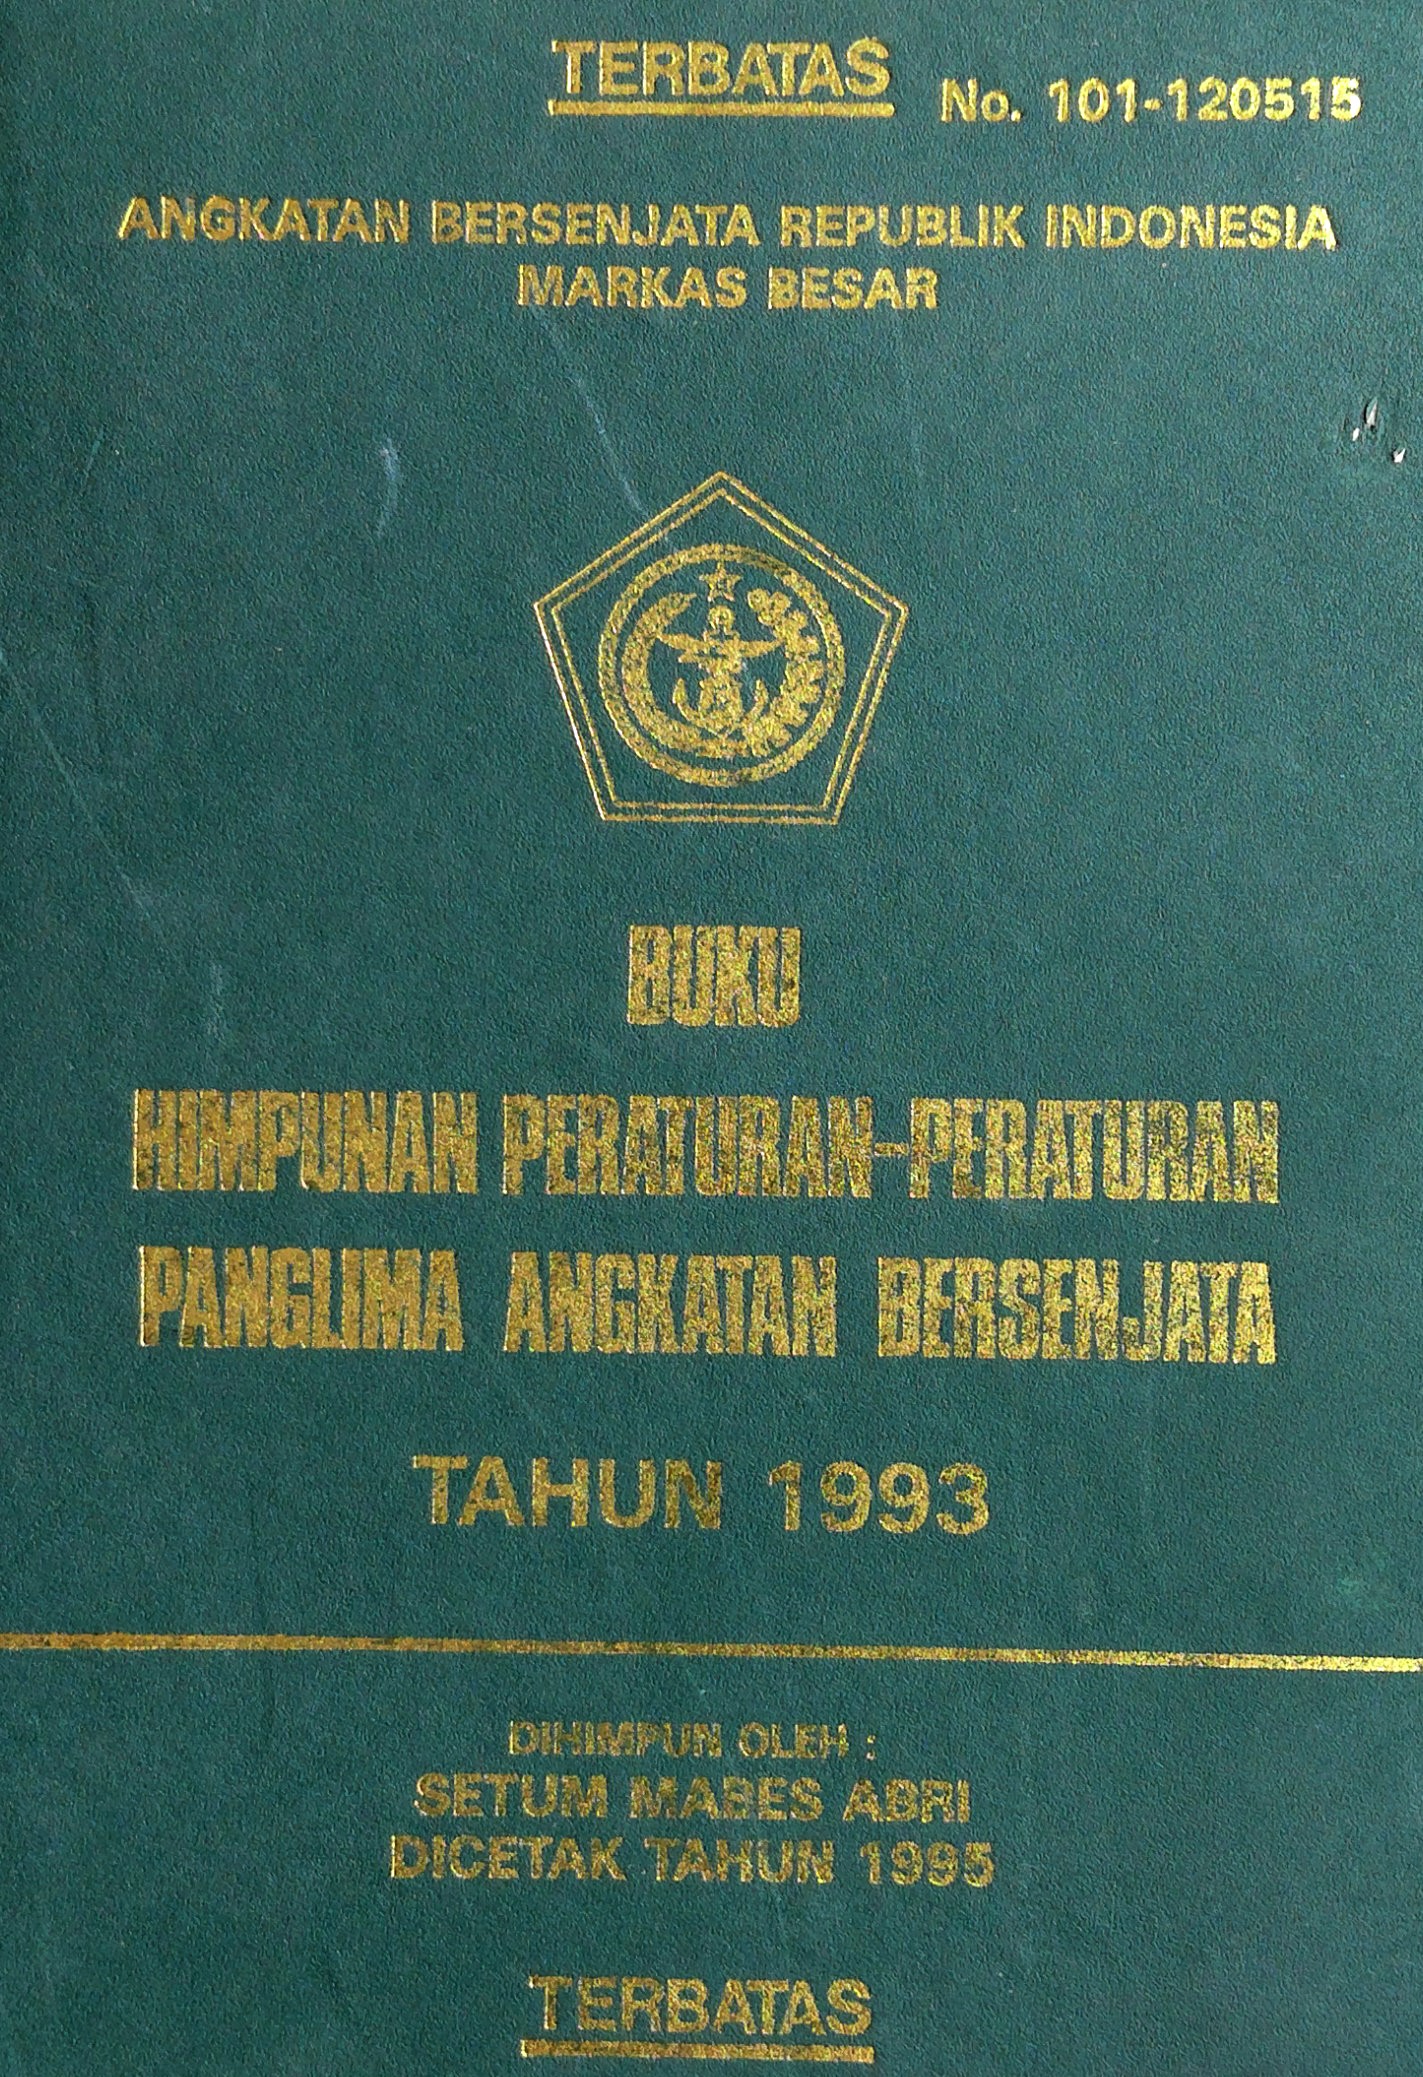 TERBATAS
No. 101-120515
ANGKATAN BERSENJATA REPUBLIK INDONESIA
MARKAS BESAR
BUKU
HIMPUNAN PERATURAN-PERATURAN
PANGLIMA ANGKATAN BERSENJATA
TAHUN 1993
DIHIMPUN OLEH :
SETUM MABES ABRI
DICETAK TAHUN 1995
TERBATAS